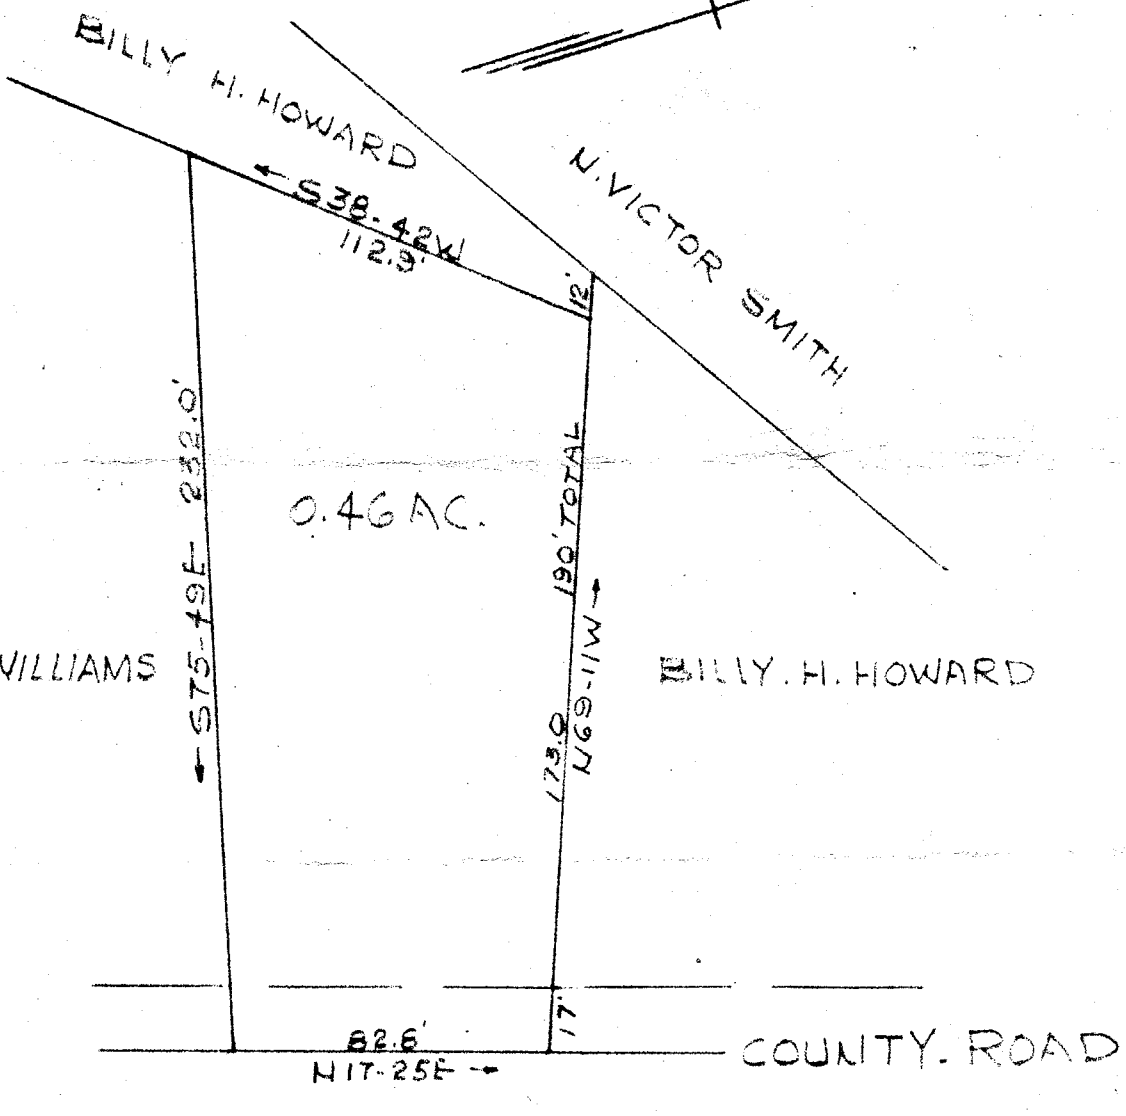 BILLY H. HOWARD
N. VICTOR SMITH
← S38-42W
112.9'
12'
S75-49E 232.0'
0.46 AC.
190' TOTAL
173.0
N69-11W →
WILLIAMS
BILLY. H. HOWARD
17'
82.6'
N17-25E →
COUNTY. ROAD